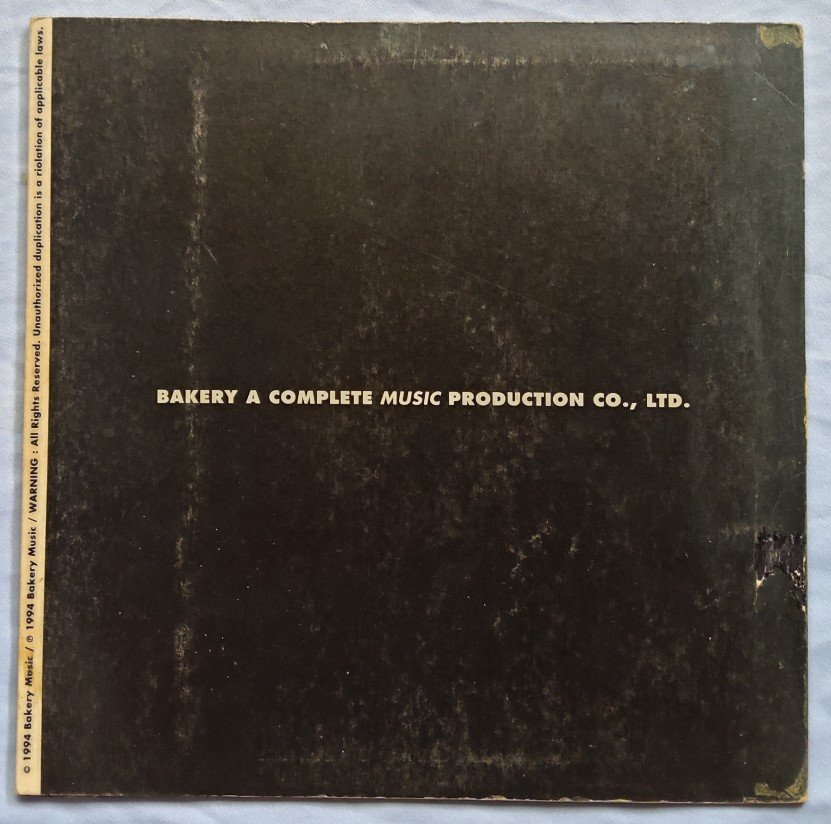 BAKERY A COMPLETE MUSIC PRODUCTION CO., LTD.
© 1994 Bakery Music / ℗ 1994 Bakery Music / WARNING : All Rights Reserved. Unauthorized duplication is a violation of applicable laws.